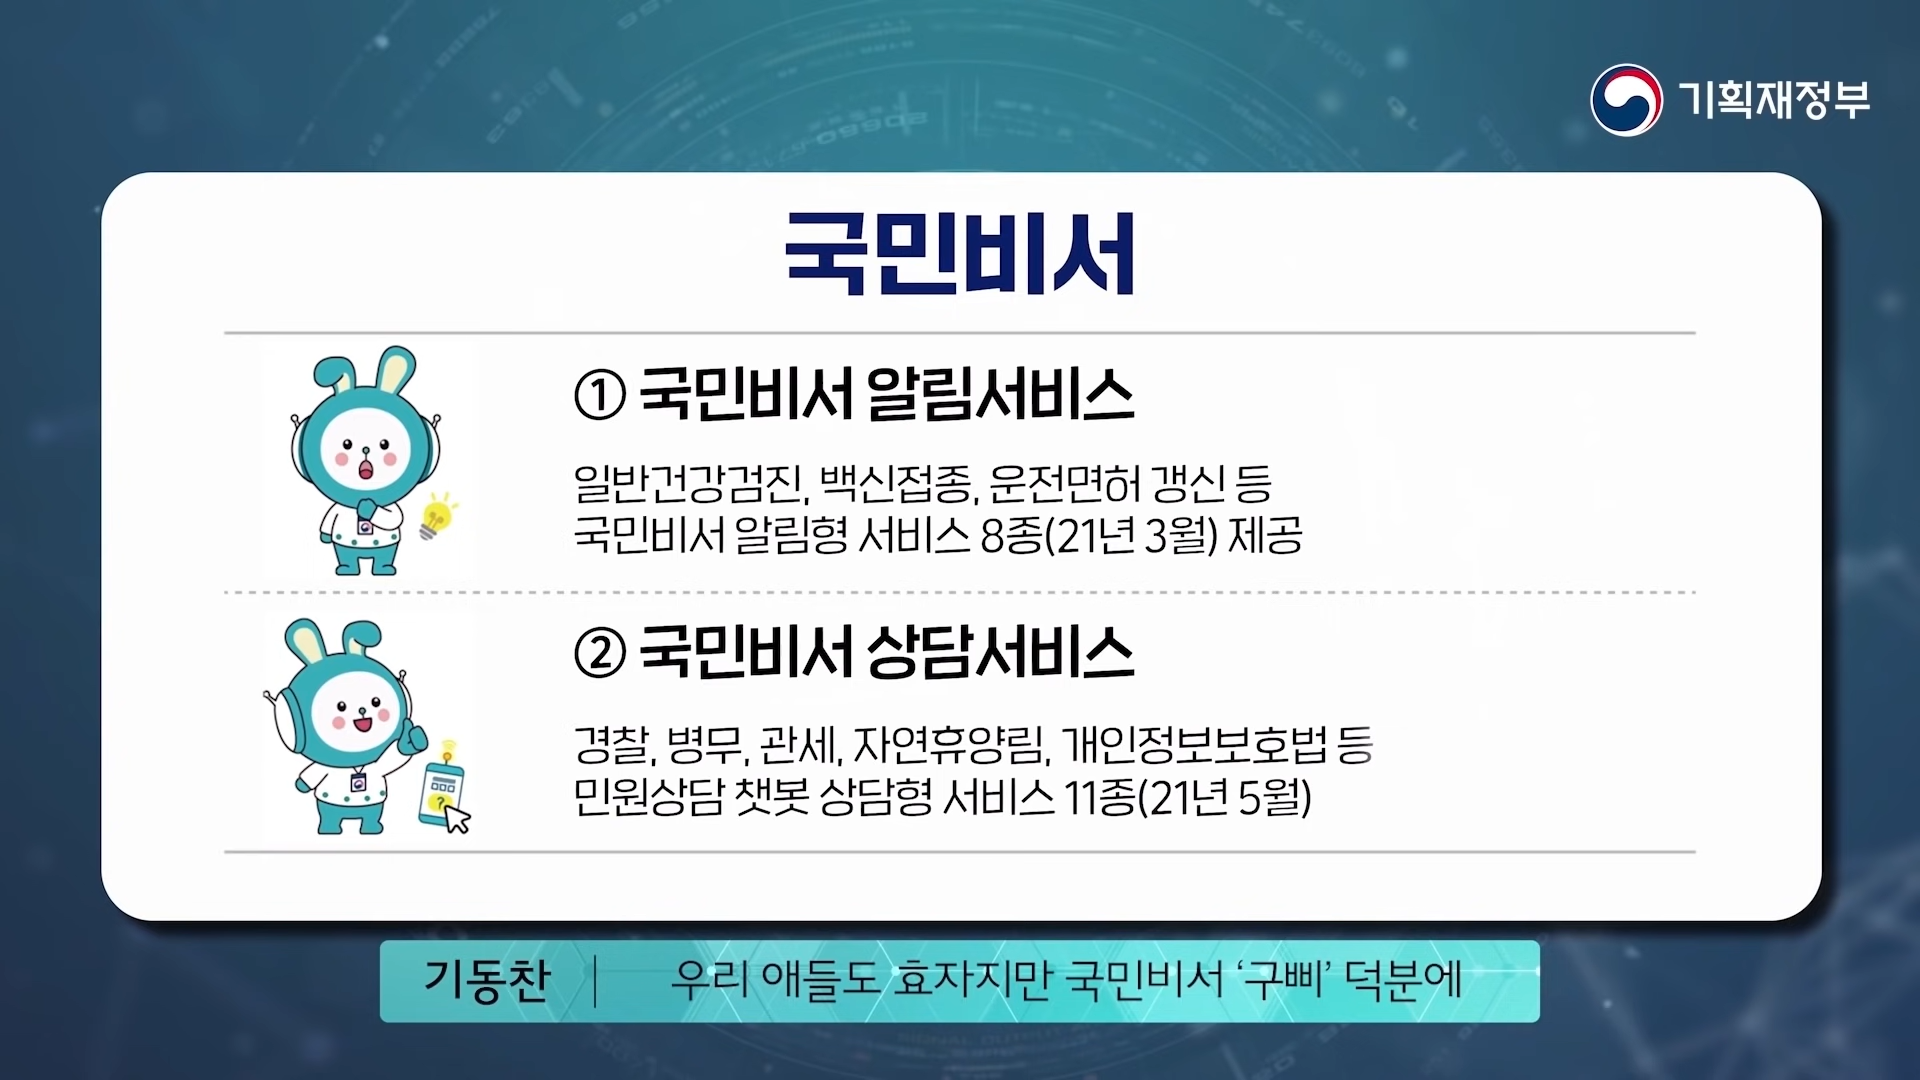 기획재정부
국민비서
① 국민비서 알림서비스
일반건강검진, 백신접종, 운전면허 갱신 등
국민비서 알림형 서비스 8종(21년 3월) 제공
② 국민비서 상담서비스
경찰, 병무, 관세, 자연휴양림, 개인정보보호법 등
민원상담 챗봇 상담형 서비스 11종(21년 5월)
?
기동찬 우리 애들도 효자지만 국민비서 ‘구삐’ 덕분에